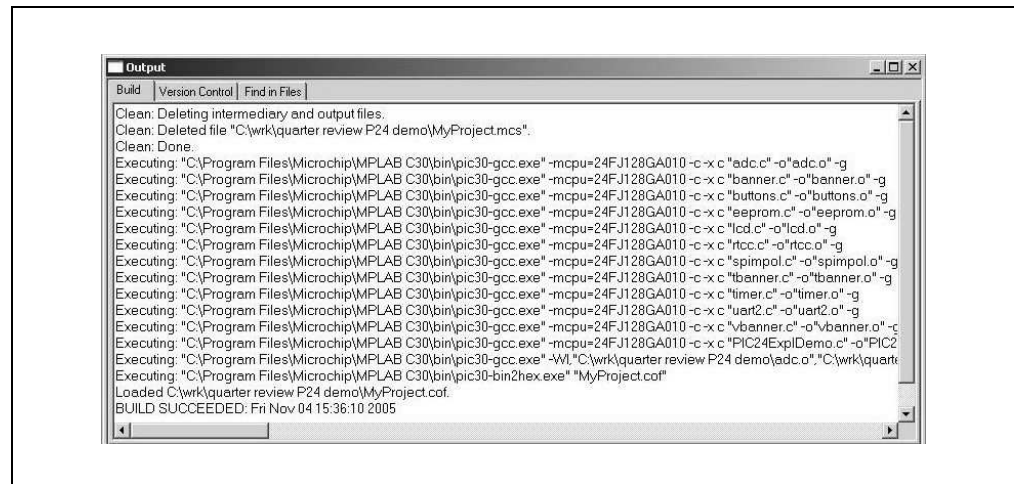 Output
Build Version Control Find in Files
Clean: Deleting intermediary and output files.
Clean: Deleted file "C:\wrk\quarter review P24 demo\MyProject.mcs".
Clean: Done.
Executing: "C:\Program Files\Microchip\MPLAB C30\bin\pic30-gcc.exe" -mcpu=24FJ128GA010 -c -x c "adc.c" -o"adc.o" -g
Executing: "C:\Program Files\Microchip\MPLAB C30\bin\pic30-gcc.exe" -mcpu=24FJ128GA010 -c -x c "banner.c" -o"banner.o" -g
Executing: "C:\Program Files\Microchip\MPLAB C30\bin\pic30-gcc.exe" -mcpu=24FJ128GA010 -c -x c "buttons.c" -o"buttons.o" -g
Executing: "C:\Program Files\Microchip\MPLAB C30\bin\pic30-gcc.exe" -mcpu=24FJ128GA010 -c -x c "eeprom.c" -o"eeprom.o" -g
Executing: "C:\Program Files\Microchip\MPLAB C30\bin\pic30-gcc.exe" -mcpu=24FJ128GA010 -c -x c "lcd.c" -o"lcd.o" -g
Executing: "C:\Program Files\Microchip\MPLAB C30\bin\pic30-gcc.exe" -mcpu=24FJ128GA010 -c -x c "rtcc.c" -o"rtcc.o" -g
Executing: "C:\Program Files\Microchip\MPLAB C30\bin\pic30-gcc.exe" -mcpu=24FJ128GA010 -c -x c "spimpol.c" -o"spimpol.o" -g
Executing: "C:\Program Files\Microchip\MPLAB C30\bin\pic30-gcc.exe" -mcpu=24FJ128GA010 -c -x c "tbanner.c" -o"tbanner.o" -g
Executing: "C:\Program Files\Microchip\MPLAB C30\bin\pic30-gcc.exe" -mcpu=24FJ128GA010 -c -x c "timer.c" -o"timer.o" -g
Executing: "C:\Program Files\Microchip\MPLAB C30\bin\pic30-gcc.exe" -mcpu=24FJ128GA010 -c -x c "uart2.c" -o"uart2.o" -g
Executing: "C:\Program Files\Microchip\MPLAB C30\bin\pic30-gcc.exe" -mcpu=24FJ128GA010 -c -x c "vbanner.c" -o"vbanner.o" -g
Executing: "C:\Program Files\Microchip\MPLAB C30\bin\pic30-gcc.exe" -mcpu=24FJ128GA010 -c -x c "PIC24ExplDemo.c" -o"PIC2
Executing: "C:\Program Files\Microchip\MPLAB C30\bin\pic30-gcc.exe" -Wl,"C:\wrk\quarter review P24 demo\adc.o","C:\wrk\quarte
Executing: "C:\Program Files\Microchip\MPLAB C30\bin\pic30-bin2hex.exe" "MyProject.cof"
Loaded C:\wrk\quarter review P24 demo\MyProject.cof.
BUILD SUCCEEDED: Fri Nov 04 15:36:10 2005